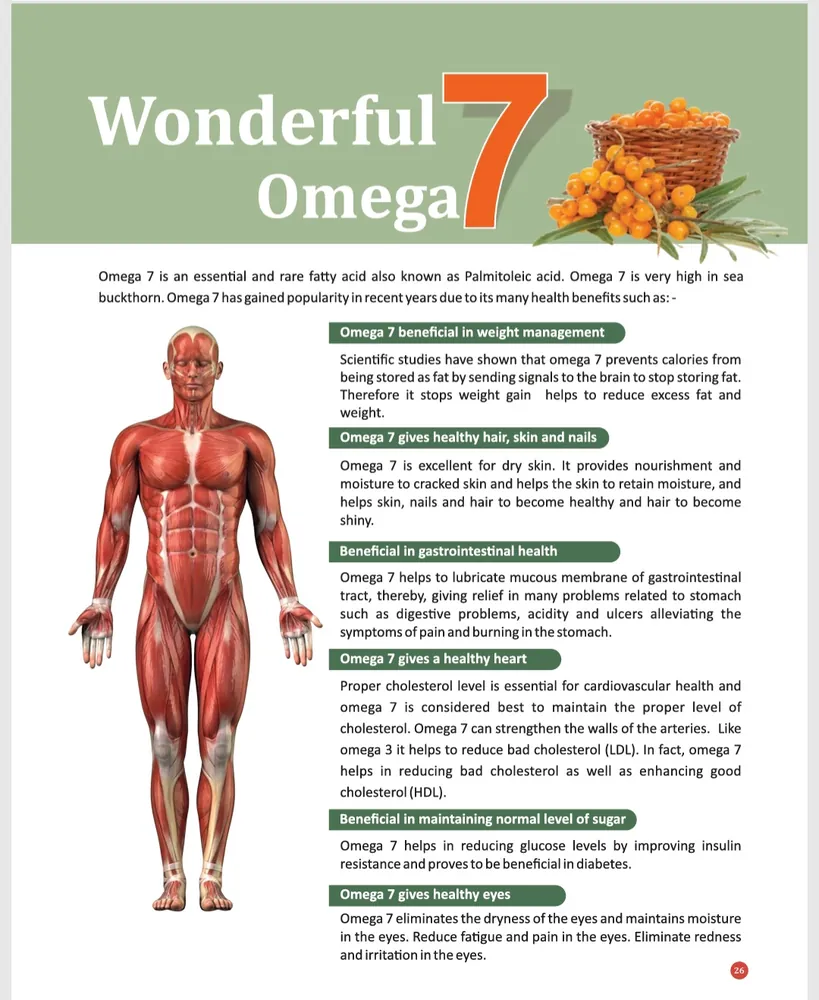 Wonderful
Omega 7
Omega 7 is an essential and rare fatty acid also known as Palmitoleic acid. Omega 7 is very high in sea
buckthorn. Omega 7 has gained popularity in recent years due to its many health benefits such as: -
Omega 7 beneficial in weight management
Scientific studies have shown that omega 7 prevents calories from
being stored as fat by sending signals to the brain to stop storing fat.
Therefore it stops weight gain helps to reduce excess fat and
weight.
Omega 7 gives healthy hair, skin and nails
Omega 7 is excellent for dry skin. It provides nourishment and
moisture to cracked skin and helps the skin to retain moisture, and
helps skin, nails and hair to become healthy and hair to become
shiny.
Beneficial in gastrointestinal health
Omega 7 helps to lubricate mucous membrane of gastrointestinal
tract, thereby, giving relief in many problems related to stomach
such as digestive problems, acidity and ulcers alleviating the
symptoms of pain and burning in the stomach.
Omega 7 gives a healthy heart
Proper cholesterol level is essential for cardiovascular health and
omega 7 is considered best to maintain the proper level of
cholesterol. Omega 7 can strengthen the walls of the arteries. Like
omega 3 it helps to reduce bad cholesterol (LDL). In fact, omega 7
helps in reducing bad cholesterol as well as enhancing good
cholesterol (HDL).
Beneficial in maintaining normal level of sugar
Omega 7 helps in reducing glucose levels by improving insulin
resistance and proves to be beneficial in diabetes.
Omega 7 gives healthy eyes
Omega 7 eliminates the dryness of the eyes and maintains moisture
in the eyes. Reduce fatigue and pain in the eyes. Eliminate redness
and irritation in the eyes.
26